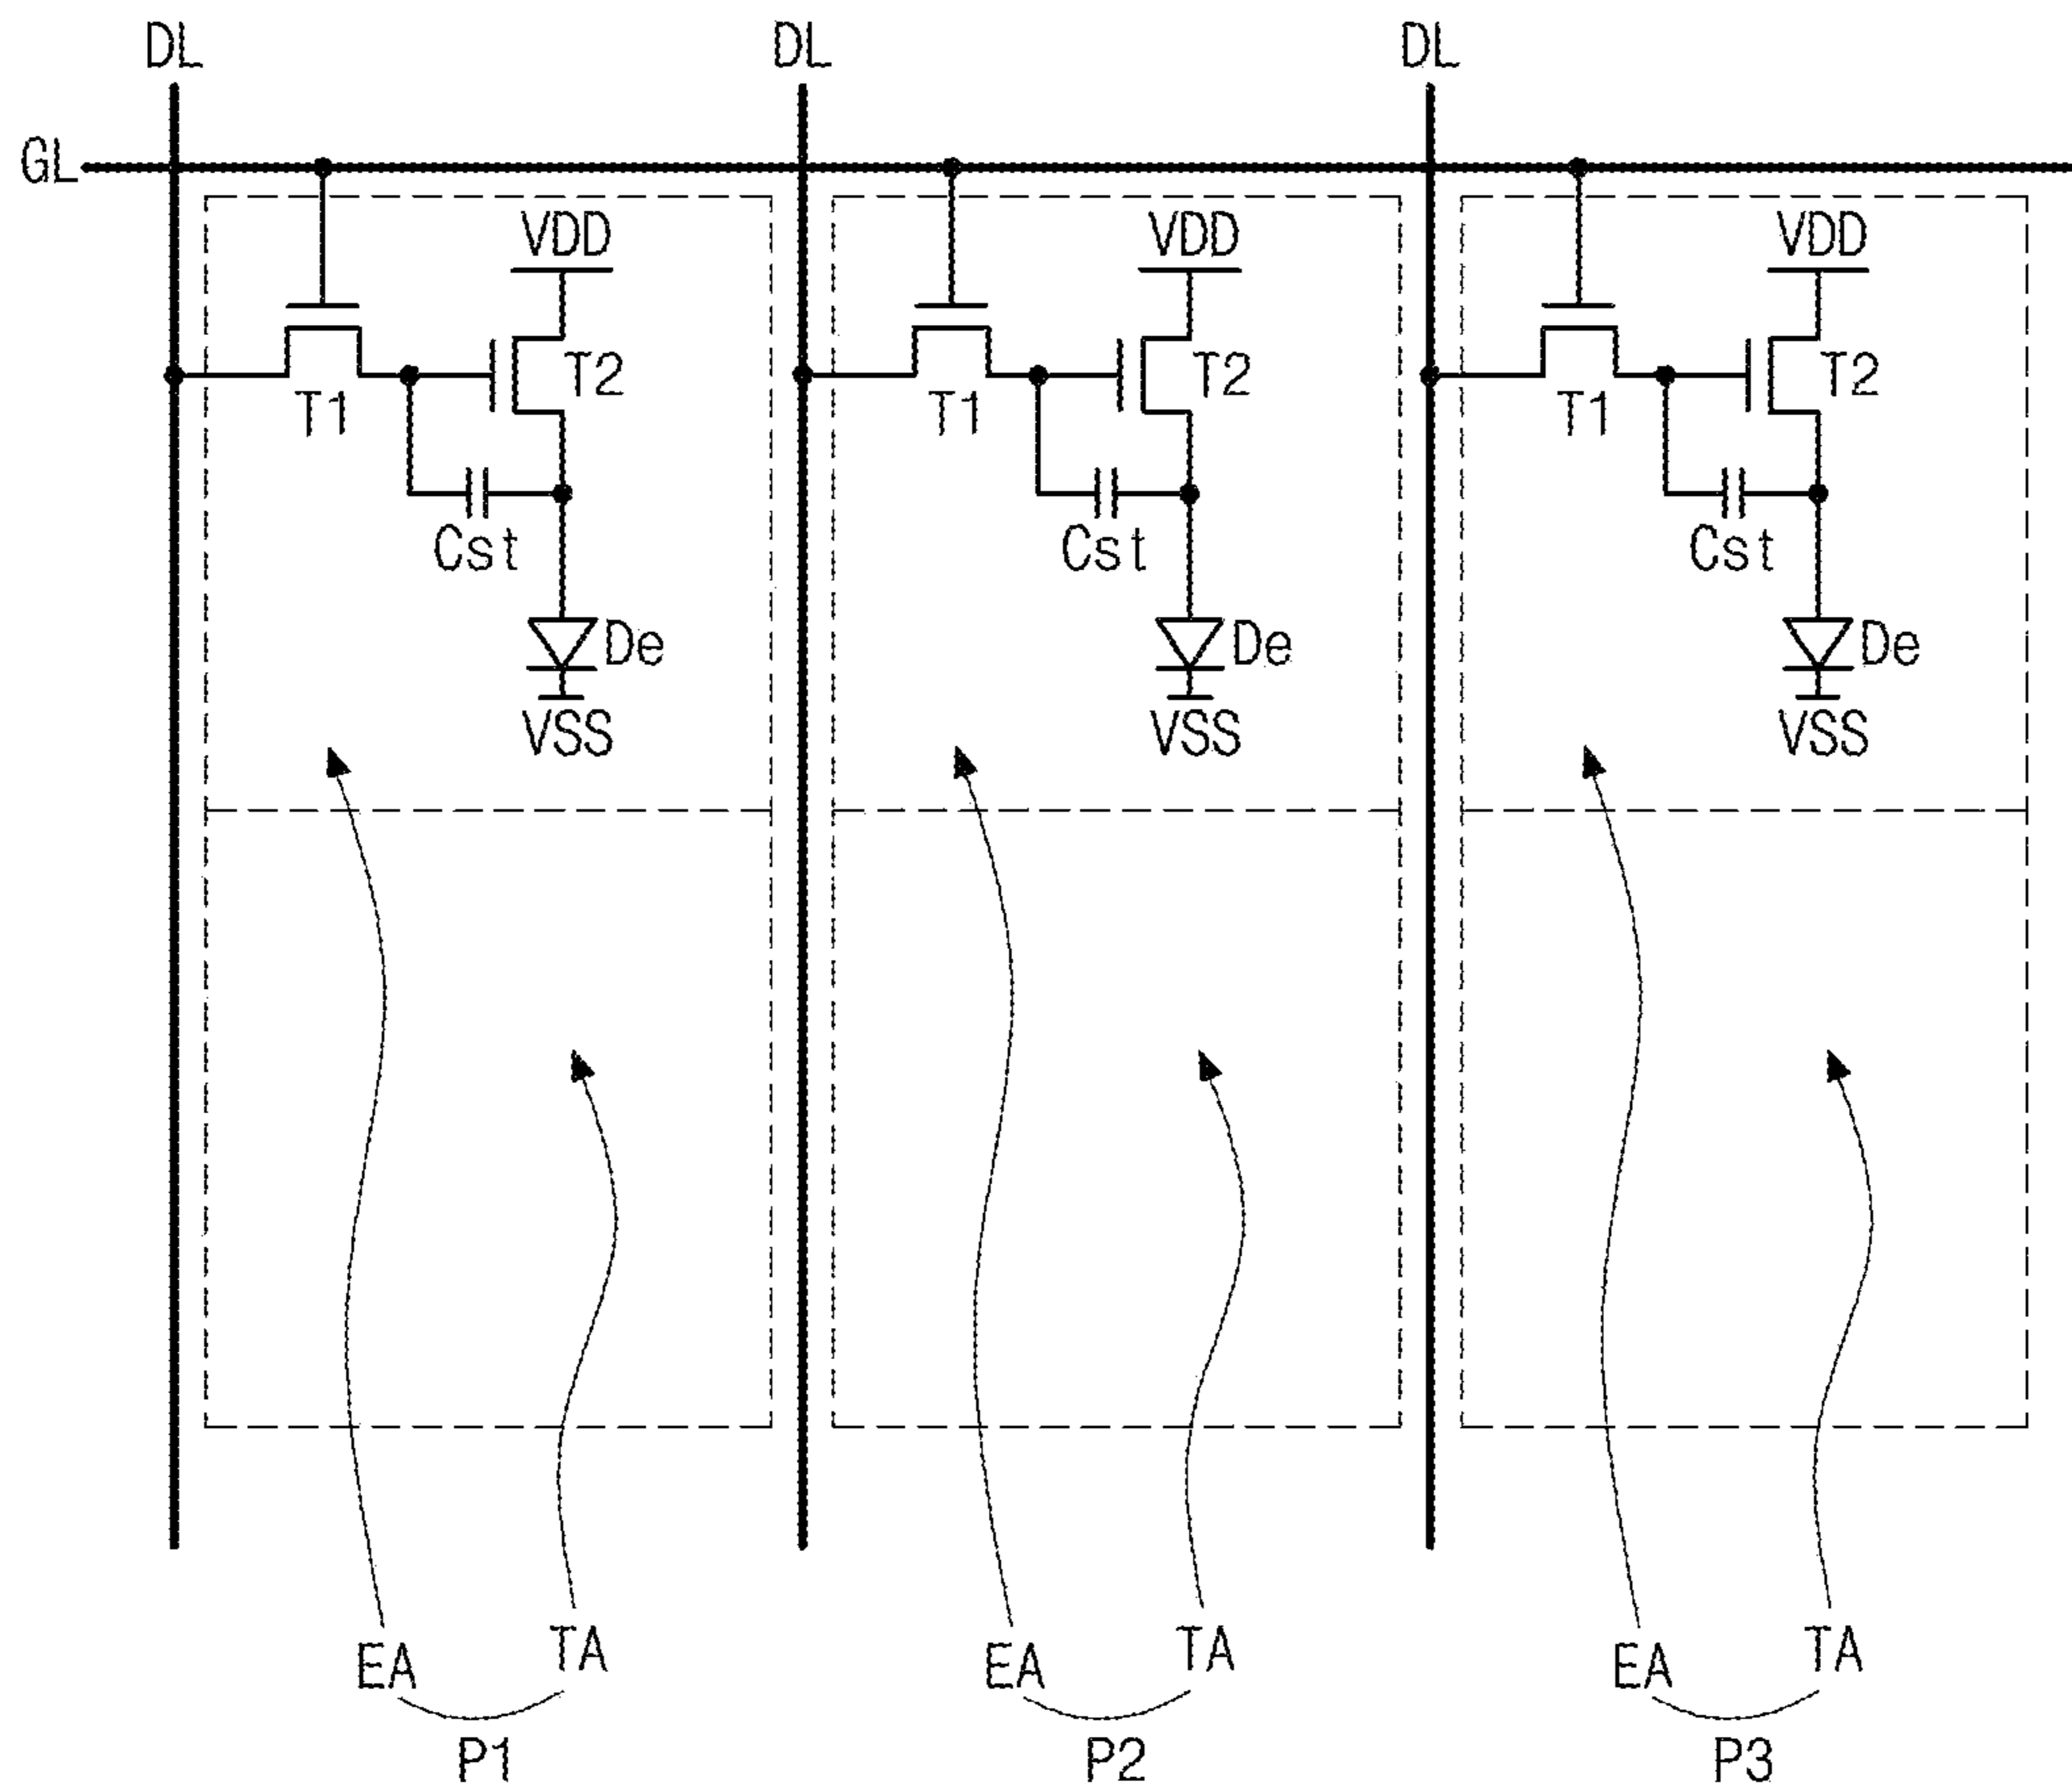 DL DL DL
GL
VDD VDD VDD
T2 T2 T2
T1 T1 T1
Cst Cst Cst
De De De
VSS VSS VSS
EA TA EA TA EA TA
P1 P2 P3